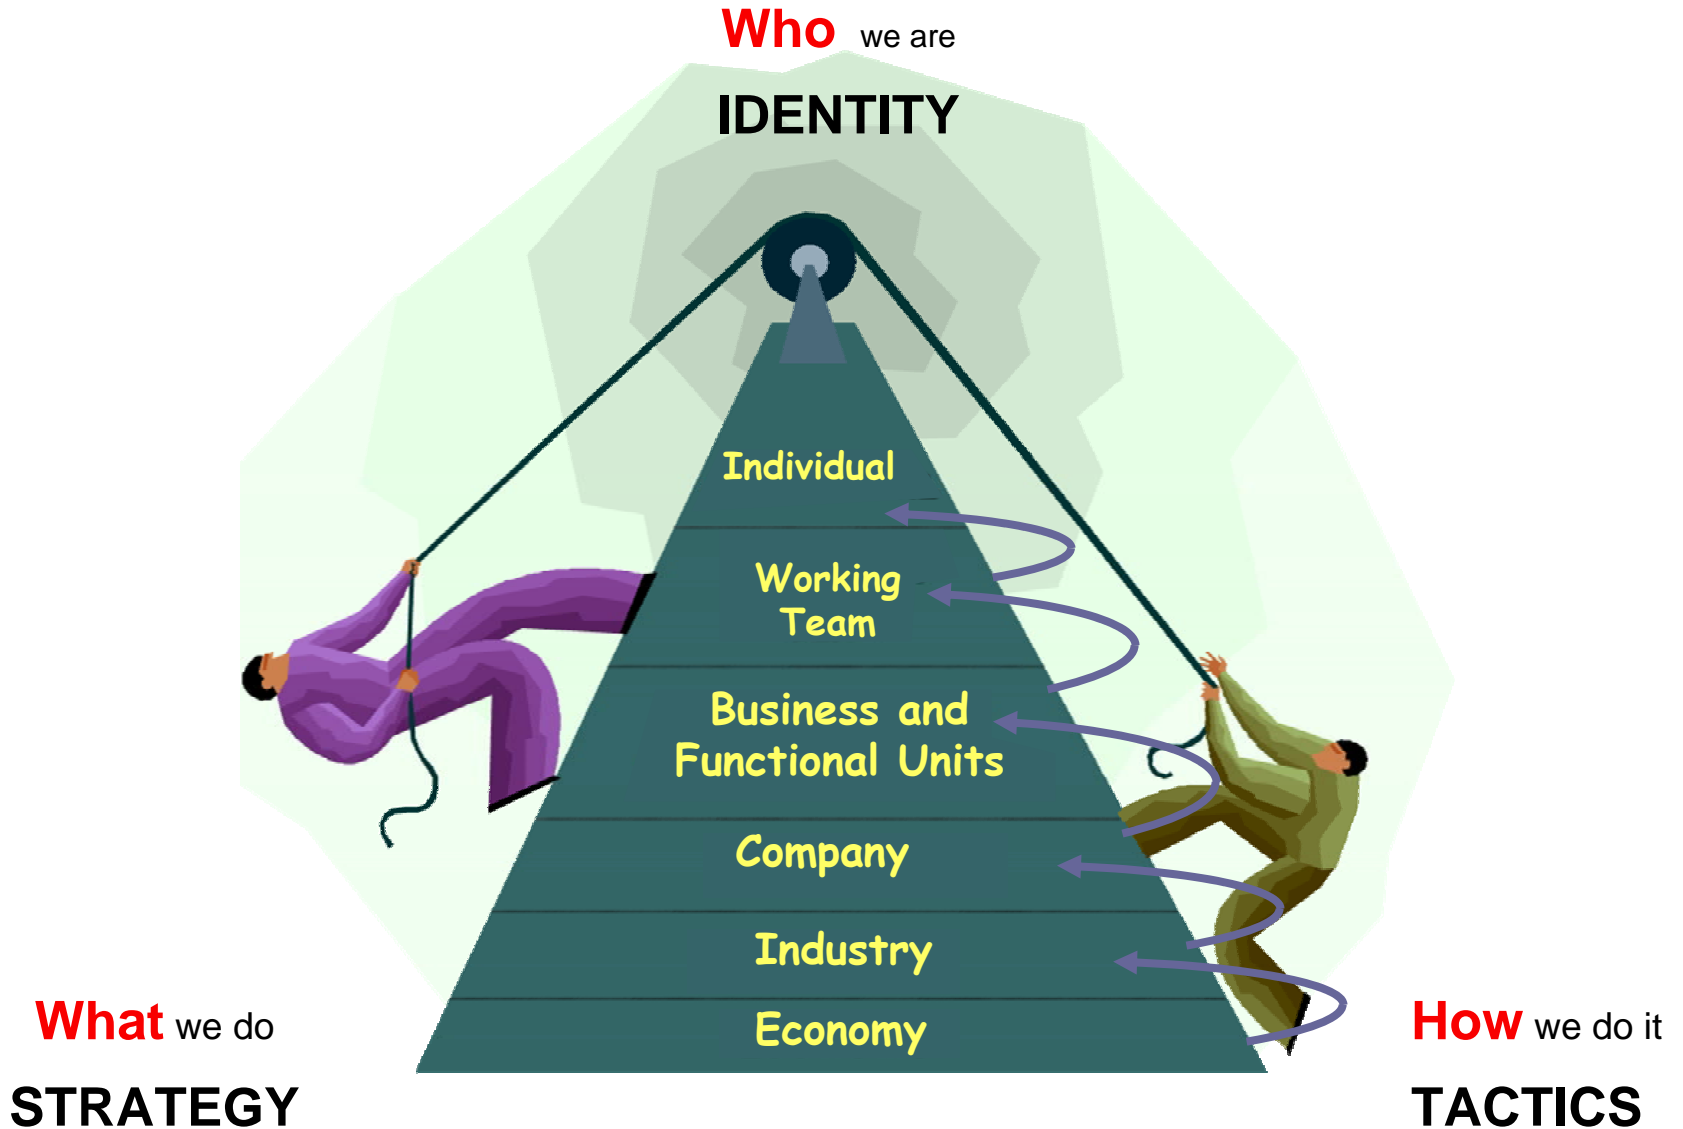 Who we are
IDENTITY
Individual
Working
Team
Business and
Functional Units
Company
Industry
Economy
What we do
STRATEGY
How we do it
TACTICS